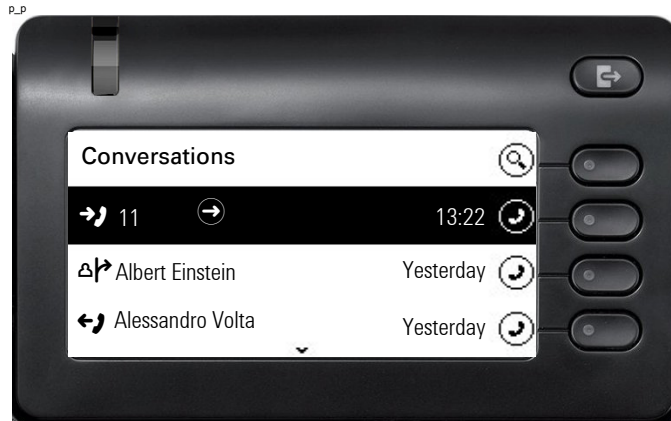 p_p
Conversations
11 13:22
Albert Einstein Yesterday
Alessandro Volta Yesterday